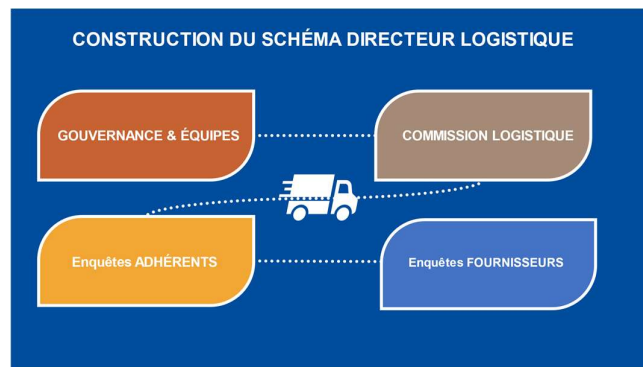 CONSTRUCTION DU SCHÉMA DIRECTEUR LOGISTIQUE
GOUVERNANCE & ÉQUIPES
COMMISSION LOGISTIQUE
Enquêtes ADHÉRENTS
Enquêtes FOURNISSEURS